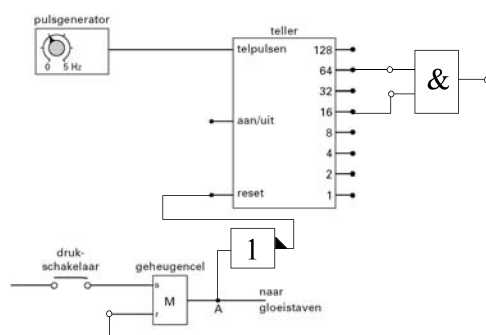 pulsgenerator
0 5 Hz
teller
telpulsen
aan/uit
reset
128
64
32
16
8
4
2
1
&
1
druk-
schakelaar
geheugencel
s
M
r
A
naar
gloeistaven